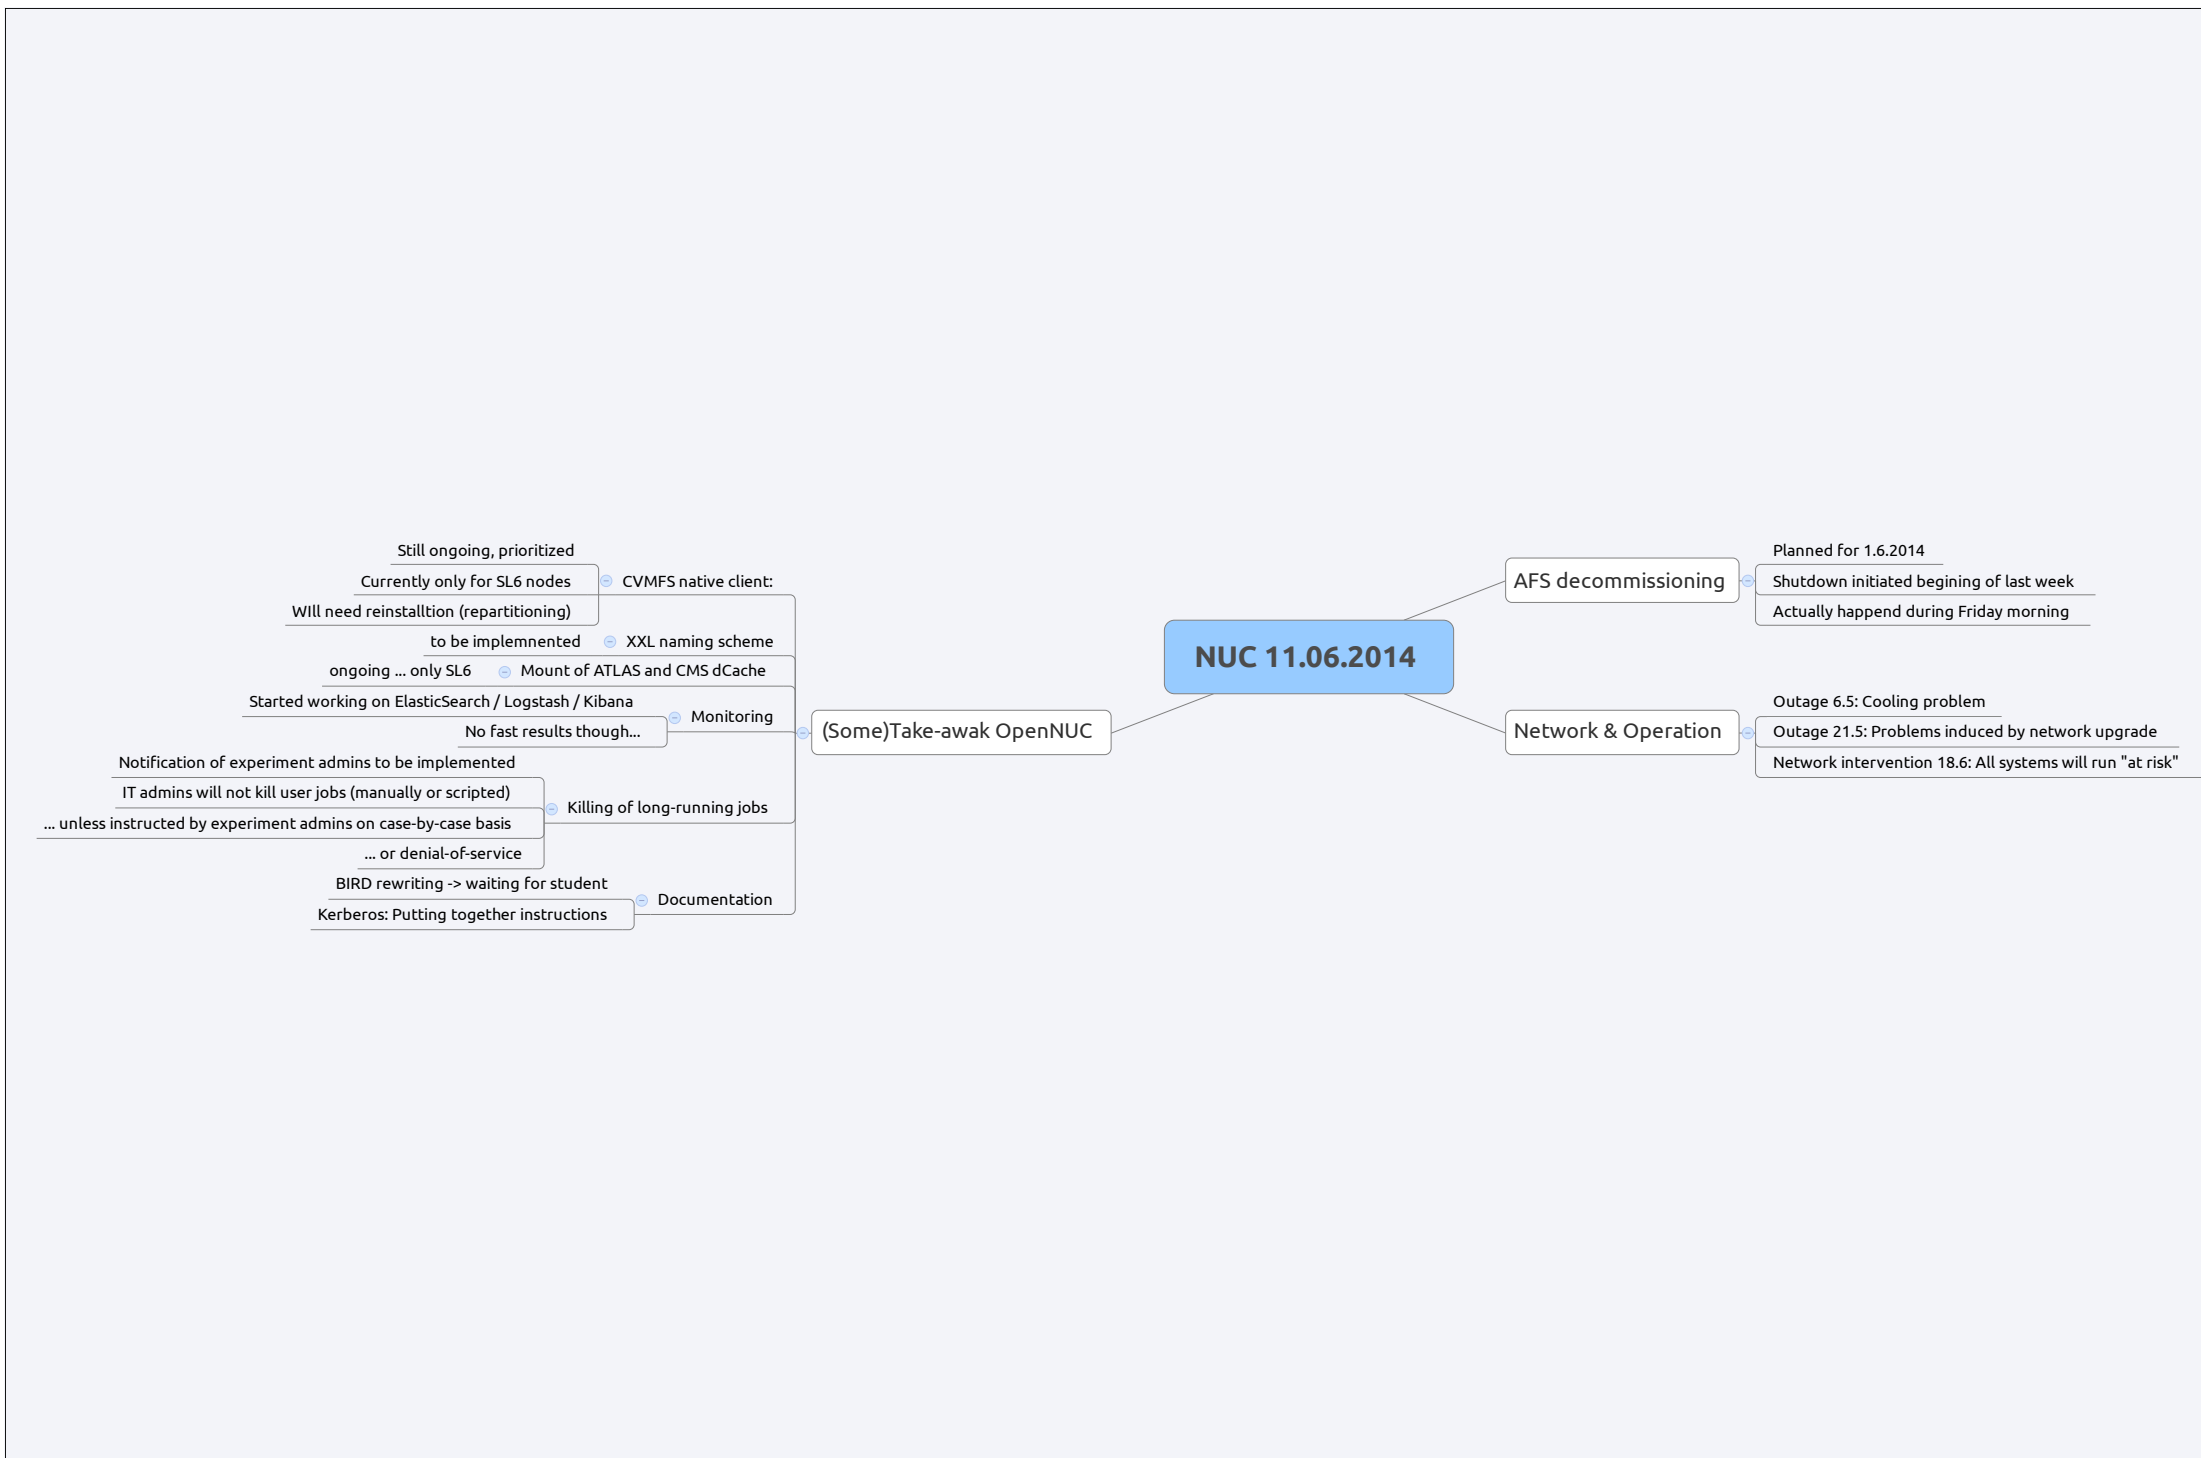 NUC 11.06.2014
AFS decommissioning
Planned for 1.6.2014
Shutdown initiated begining of last week
Actually happend during Friday morning
Network & Operation
Outage 6.5: Cooling problem
Outage 21.5: Problems induced by network upgrade
Network intervention 18.6: All systems will run "at risk"
(Some)Take-awak OpenNUC
CVMFS native client:
Still ongoing, prioritized
Currently only for SL6 nodes
WIll need reinstalltion (repartitioning)
XXL naming scheme
to be implemnented
Mount of ATLAS and CMS dCache
ongoing ... only SL6
Monitoring
Started working on ElasticSearch / Logstash / Kibana
No fast results though...
Killing of long-running jobs
Notification of experiment admins to be implemented
IT admins will not kill user jobs (manually or scripted)
... unless instructed by experiment admins on case-by-case basis
... or denial-of-service
Documentation
BIRD rewriting -> waiting for student
Kerberos: Putting together instructions